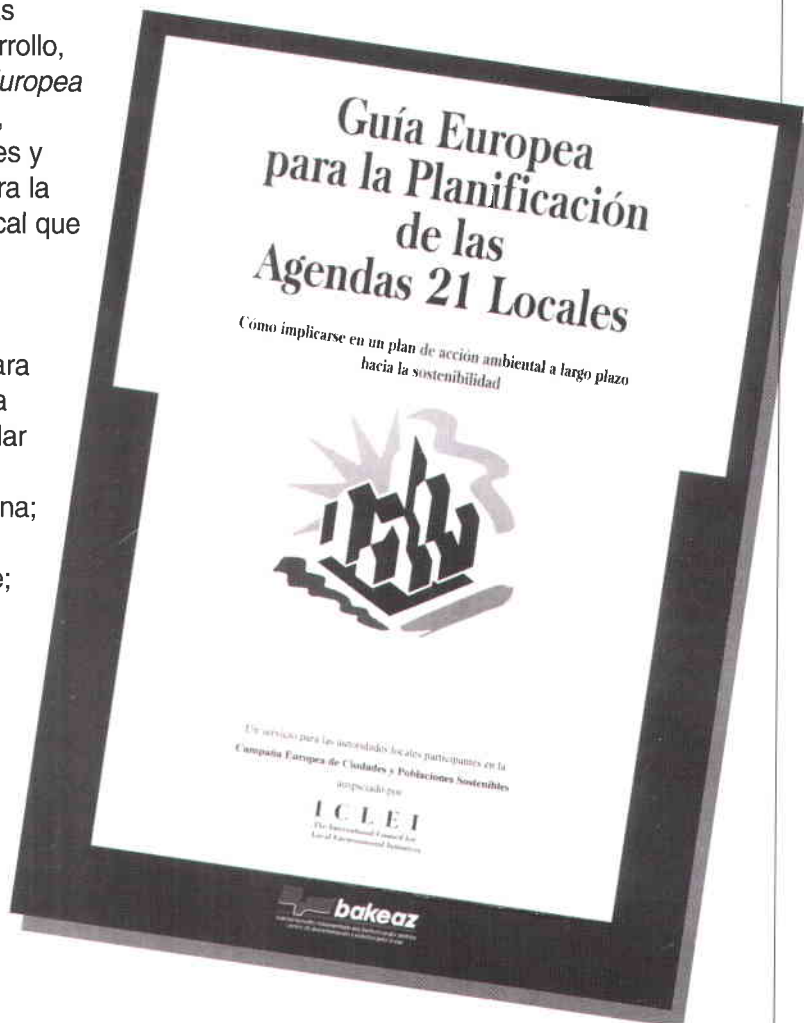 as
rrollo,
Europea
,
es y
ra la
cal que
ara
a
lar
na;
e;
Guía Europea
para la Planificación
de las
Agendas 21 Locales
Cómo implicarse en un plan de acción ambiental a largo plazo
hacia la sostenibilidad
Un servicio para las autoridades locales participantes en la
Campaña Europea de Ciudades y Poblaciones Sostenibles
auspiciado por
ICLEI
The International Council for
Local Environmental Initiatives
bakeaz